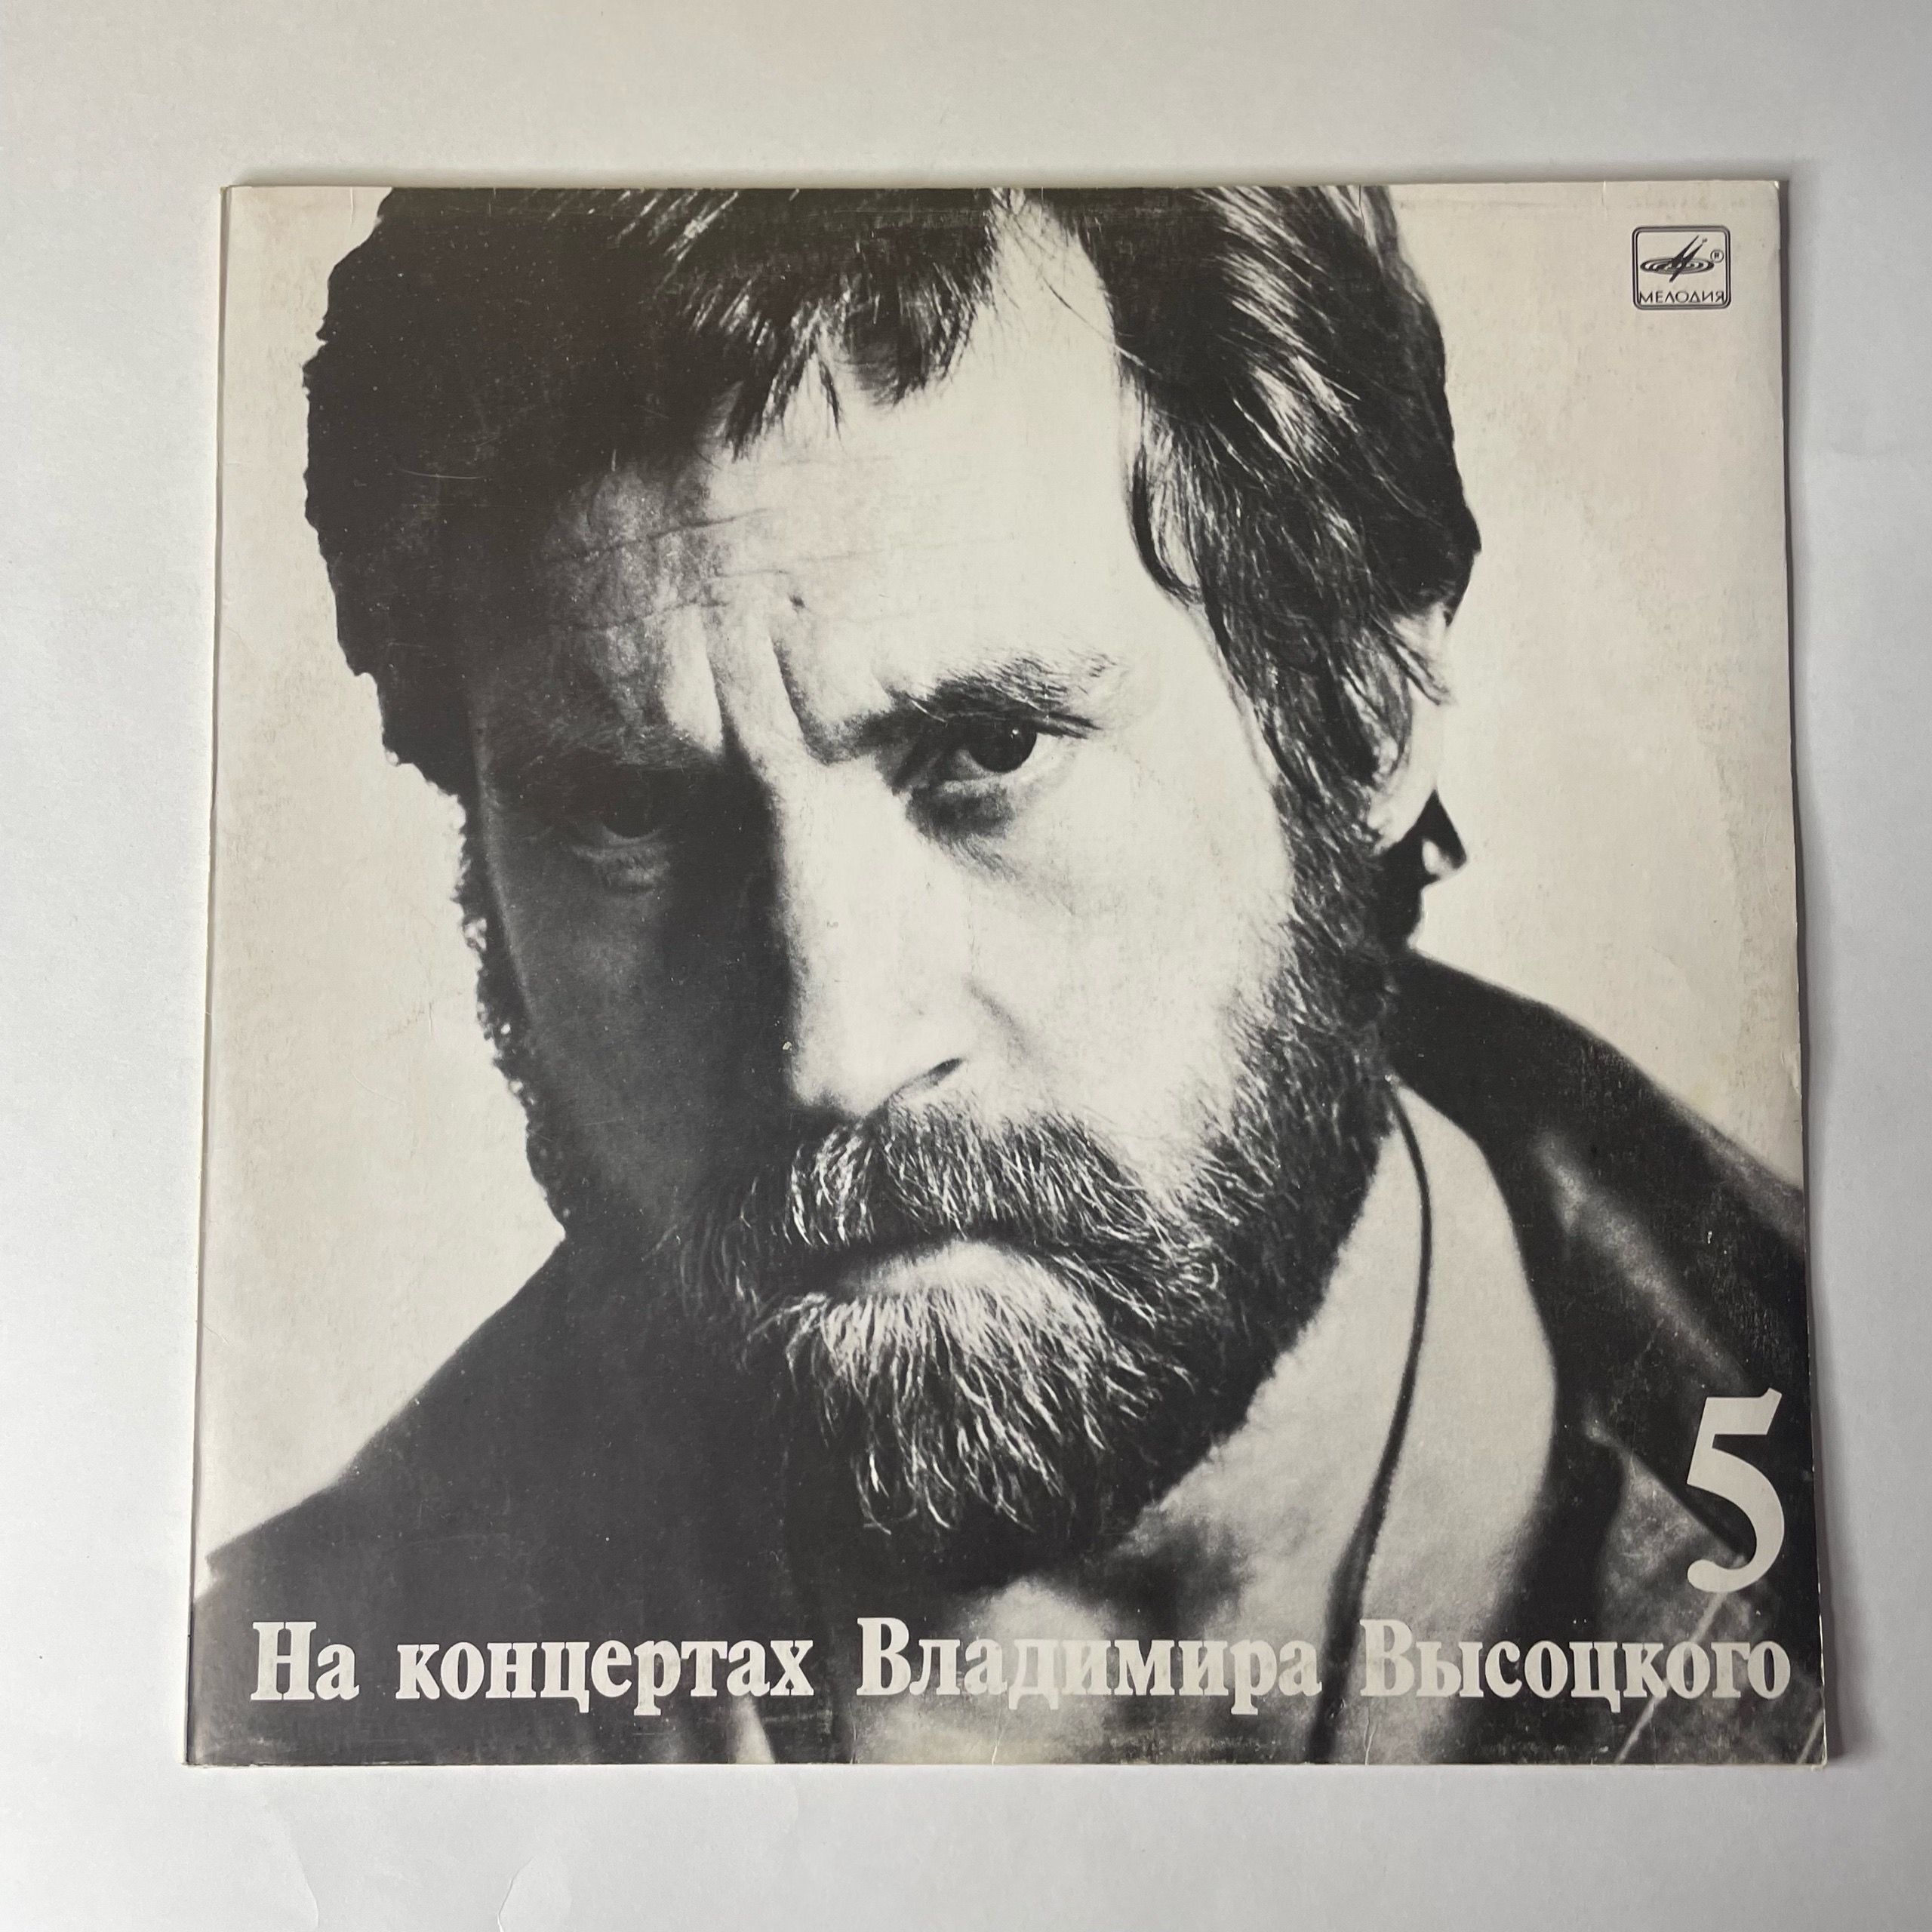 ®
МЕЛОДИЯ
5
На концертах Владимира Высоцкого